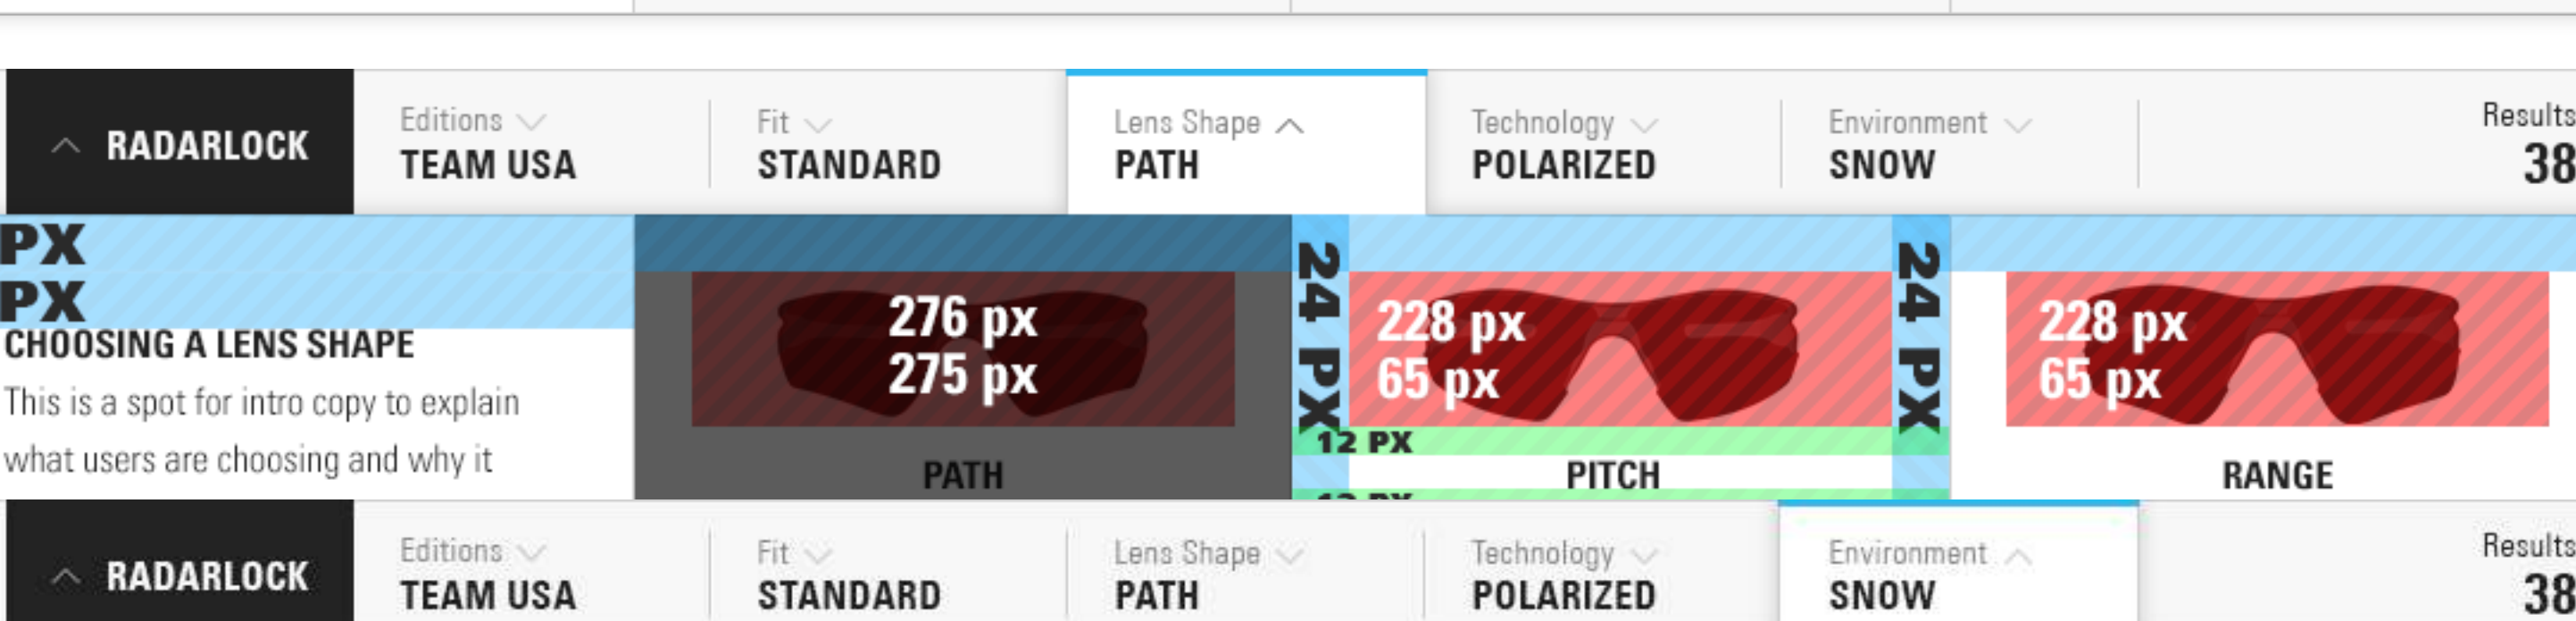 RADARLOCK
Editions
TEAM USA
Fit
STANDARD
Lens Shape
PATH
Technology
POLARIZED
Environment
SNOW
Results
38
PX
PX
CHOOSING A LENS SHAPE
This is a spot for intro copy to explain
what users are choosing and why it
276 px
275 px
PATH
24 PX
228 px
65 px
12 PX
PITCH
12 PX
24 PX
228 px
65 px
RANGE
RADARLOCK
Editions
TEAM USA
Fit
STANDARD
Lens Shape
PATH
Technology
POLARIZED
Environment
SNOW
Results
38